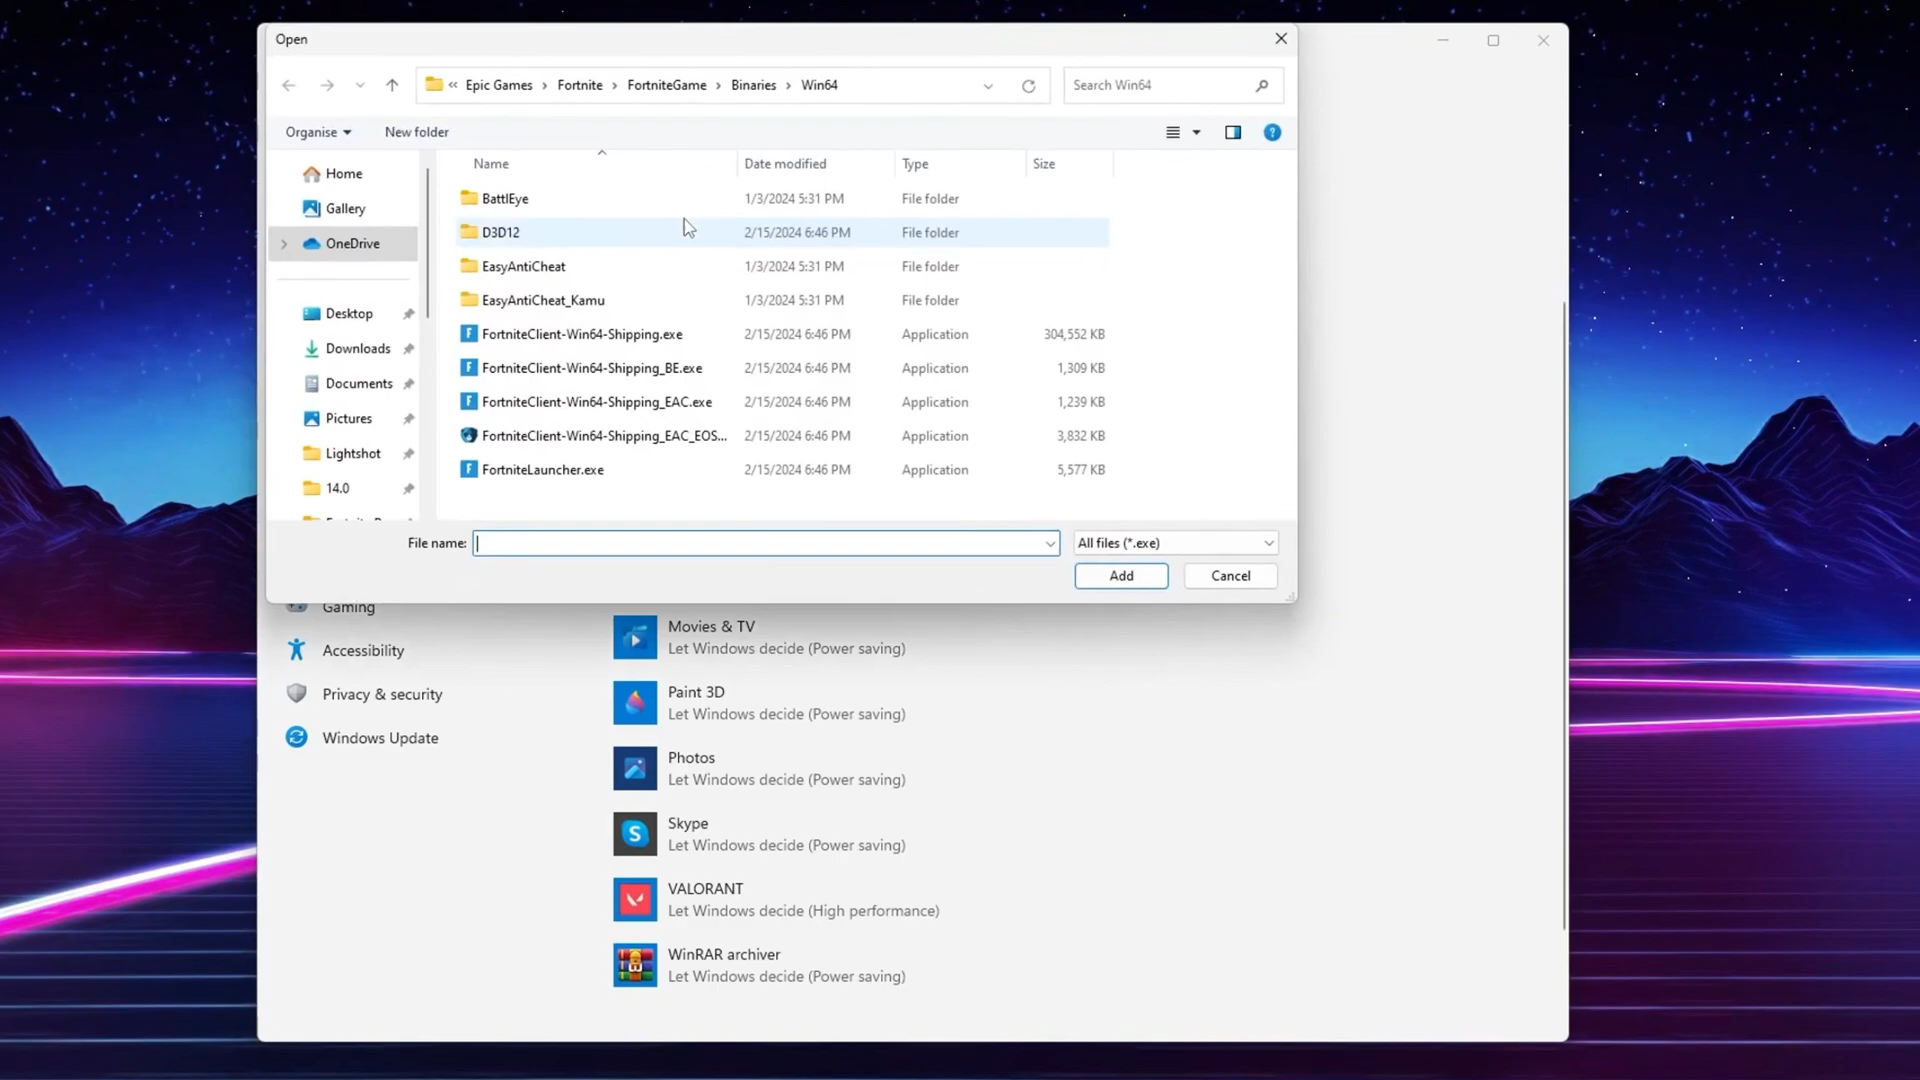 Open
« Epic Games > Fortnite > FortniteGame > Binaries > Win64
Search Win64
Organise
New folder
Name
Date modified
Type
Size
Home
Gallery
OneDrive
Desktop
Downloads
Documents
Pictures
Lightshot
14.0
BattlEye 1/3/2024 5:31 PM File folder
D3D12 2/15/2024 6:46 PM File folder
EasyAntiCheat 1/3/2024 5:31 PM File folder
EasyAntiCheat_Kamu 1/3/2024 5:31 PM File folder
FortniteClient-Win64-Shipping.exe 2/15/2024 6:46 PM Application 304,552 KB
FortniteClient-Win64-Shipping_BE.exe 2/15/2024 6:46 PM Application 1,309 KB
FortniteClient-Win64-Shipping_EAC.exe 2/15/2024 6:46 PM Application 1,239 KB
FortniteClient-Win64-Shipping_EAC_EOS... 2/15/2024 6:46 PM Application 3,832 KB
FortniteLauncher.exe 2/15/2024 6:46 PM Application 5,577 KB
File name:
All files (*.exe)
Add
Cancel
Gaming
Accessibility
Privacy & security
Windows Update
Movies & TV
Let Windows decide (Power saving)
Paint 3D
Let Windows decide (Power saving)
Photos
Let Windows decide (Power saving)
Skype
Let Windows decide (Power saving)
VALORANT
Let Windows decide (High performance)
WinRAR archiver
Let Windows decide (Power saving)